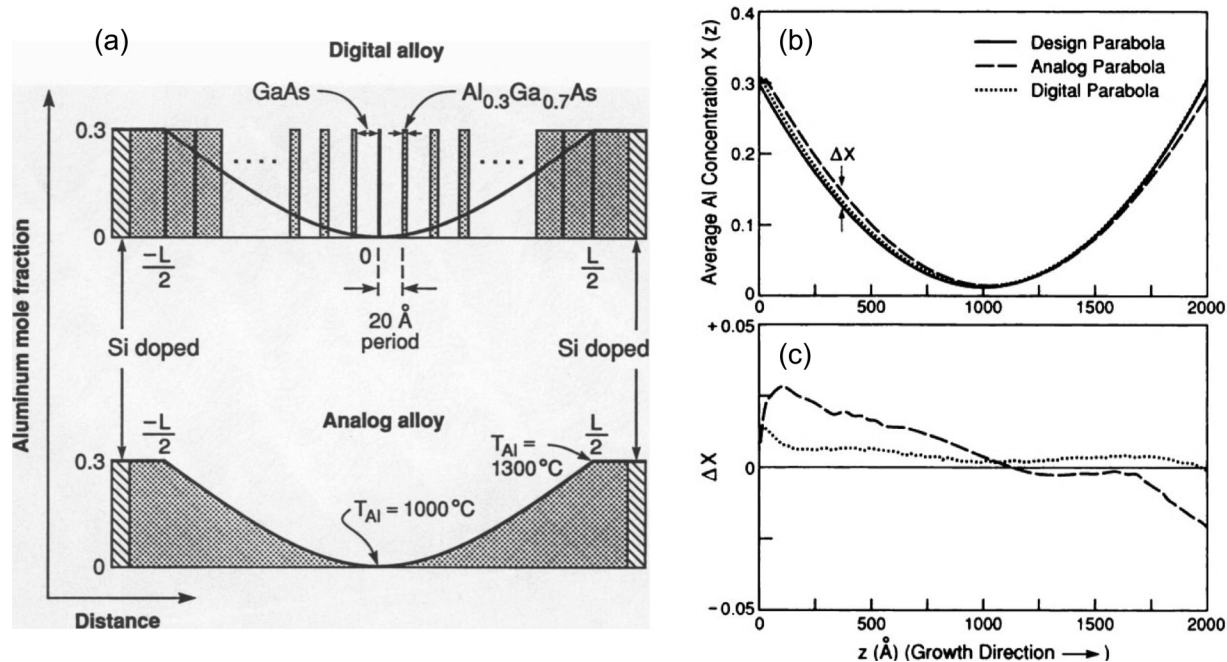 (a)
Digital alloy
GaAs
Al0.3Ga0.7As
0.3
0
-L/2
0
L/2
20 Å
period
Si doped
Si doped
Aluminum mole fraction
Analog alloy
-L/2
L/2
TAl =
1300 °C
0.3
TAl = 1000 °C
0
Distance
(b)
0.4
0.3
0.2
0.1
0
Average Al Concentration X (z)
Design Parabola
Analog Parabola
Digital Parabola
ΔX
0
500
1000
1500
2000
(c)
+ 0.05
0
− 0.05
ΔX
0
500
1000
1500
2000
z (Å) (Growth Direction →)